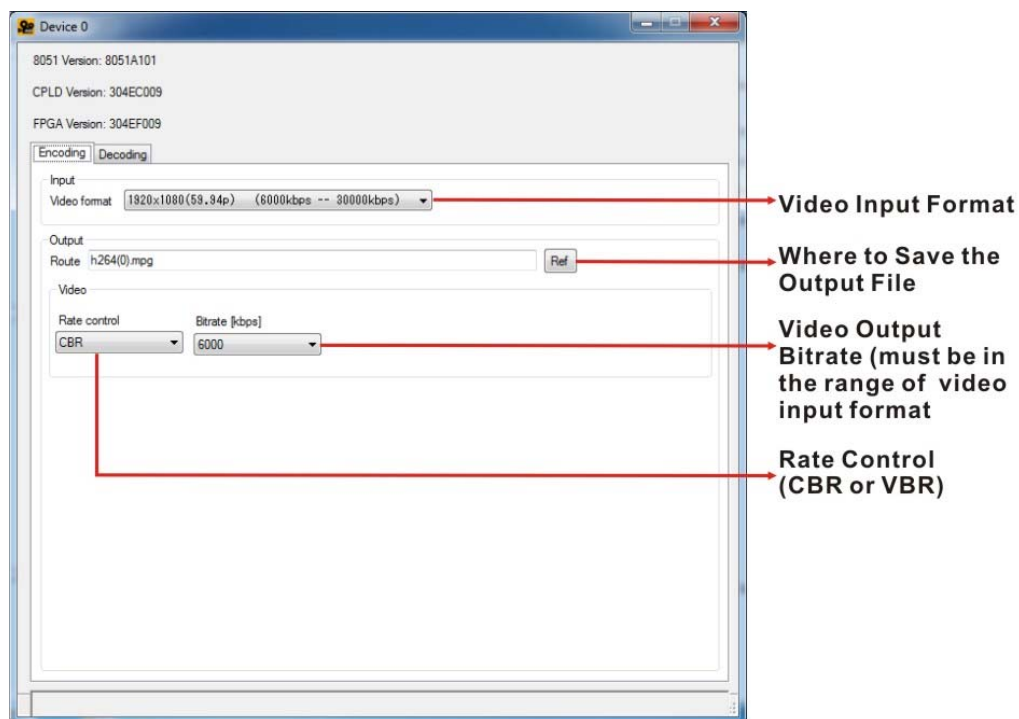 Device 0
8051 Version: 8051A101
CPLD Version: 304EC009
FPGA Version: 304EF009
Encoding Decoding
Input
Video format 1920x1080(59.94p) (6000kbps -- 30000kbps)
Output
Route h264(0).mpg Ref
Video
Rate control Bitrate [kbps]
CBR 6000
Video Input Format
Where to Save the
Output File
Video Output
Bitrate (must be in
the range of video
input format
Rate Control
(CBR or VBR)